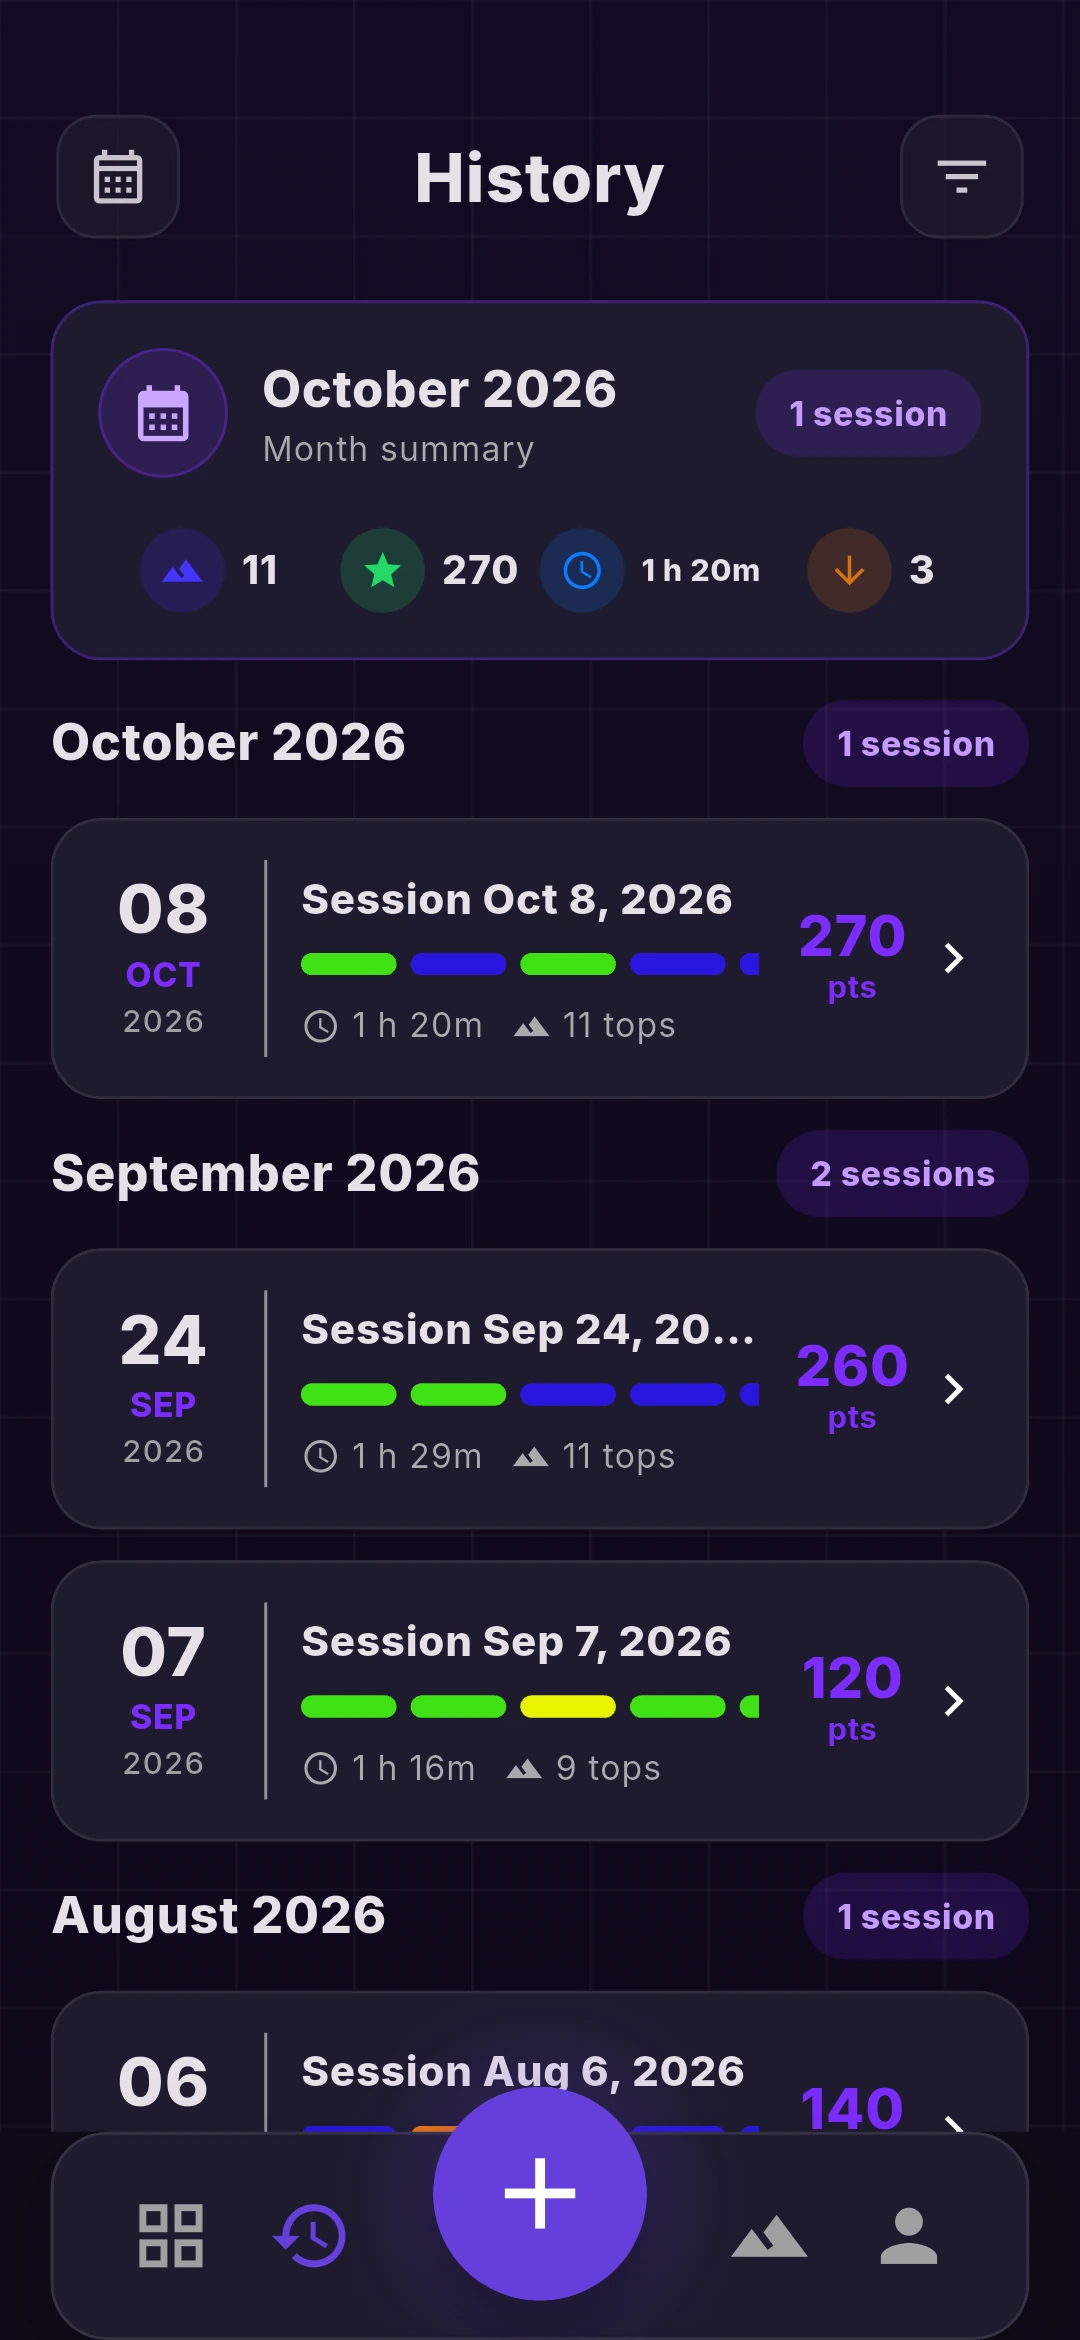 History
October 2026
Month summary
1 session
11
270
1 h 20m
3
October 2026
1 session
08
OCT
2026
Session Oct 8, 2026
1 h 20m
11 tops
270
pts
September 2026
2 sessions
24
SEP
2026
Session Sep 24, 20...
1 h 29m
11 tops
260
pts
07
SEP
2026
Session Sep 7, 2026
1 h 16m
9 tops
120
pts
August 2026
1 session
06
Session Aug 6, 2026
140